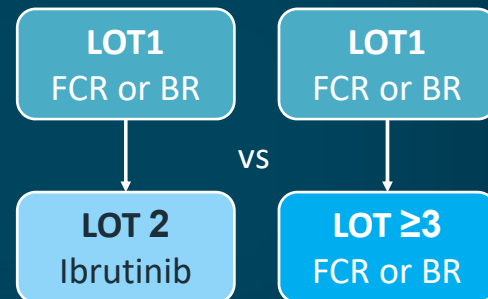 LOT1
FCR or BR
LOT1
FCR or BR
vs
LOT 2
Ibrutinib
LOT ≥3
FCR or BR